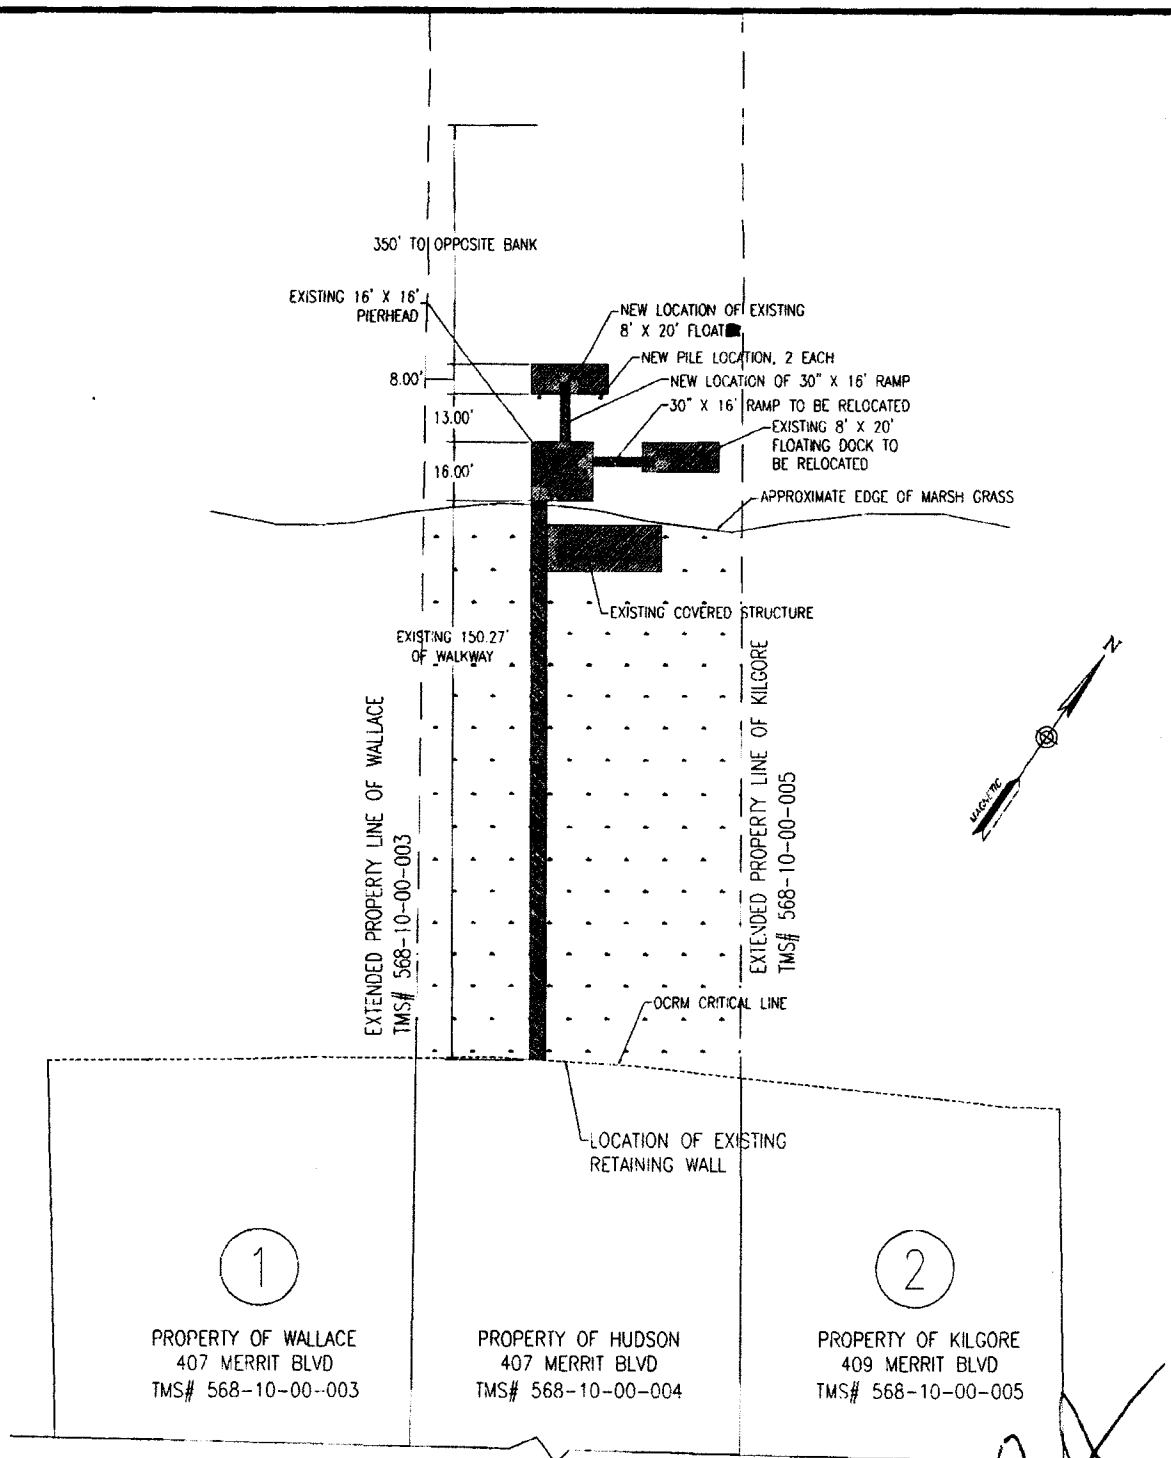 350' TO OPPOSITE BANK
EXISTING 16' X 16'
PIERHEAD
NEW LOCATION OF EXISTING
8' X 20' FLOAT
NEW PILE LOCATION, 2 EACH
8.00'
NEW LOCATION OF 30" X 16' RAMP
13.00'
30" X 16' RAMP TO BE RELOCATED
EXISTING 8' X 20'
FLOATING DOCK TO
BE RELOCATED
16.00'
APPROXIMATE EDGE OF MARSH GRASS
EXISTING COVERED STRUCTURE
EXISTING 150.27'
OF WALKWAY
N
MAGNETIC
EXTENDED PROPERTY LINE OF WALLACE
TMS# 568-10-00-003
EXTENDED PROPERTY LINE OF KILGORE
TMS# 568-10-00-005
OCRM CRITICAL LINE
LOCATION OF EXISTING
RETAINING WALL
1
PROPERTY OF WALLACE
407 MERRIT BLVD
TMS# 568-10-00-003
PROPERTY OF HUDSON
407 MERRIT BLVD
TMS# 568-10-00-004
2
PROPERTY OF KILGORE
409 MERRIT BLVD
TMS# 568-10-00-005